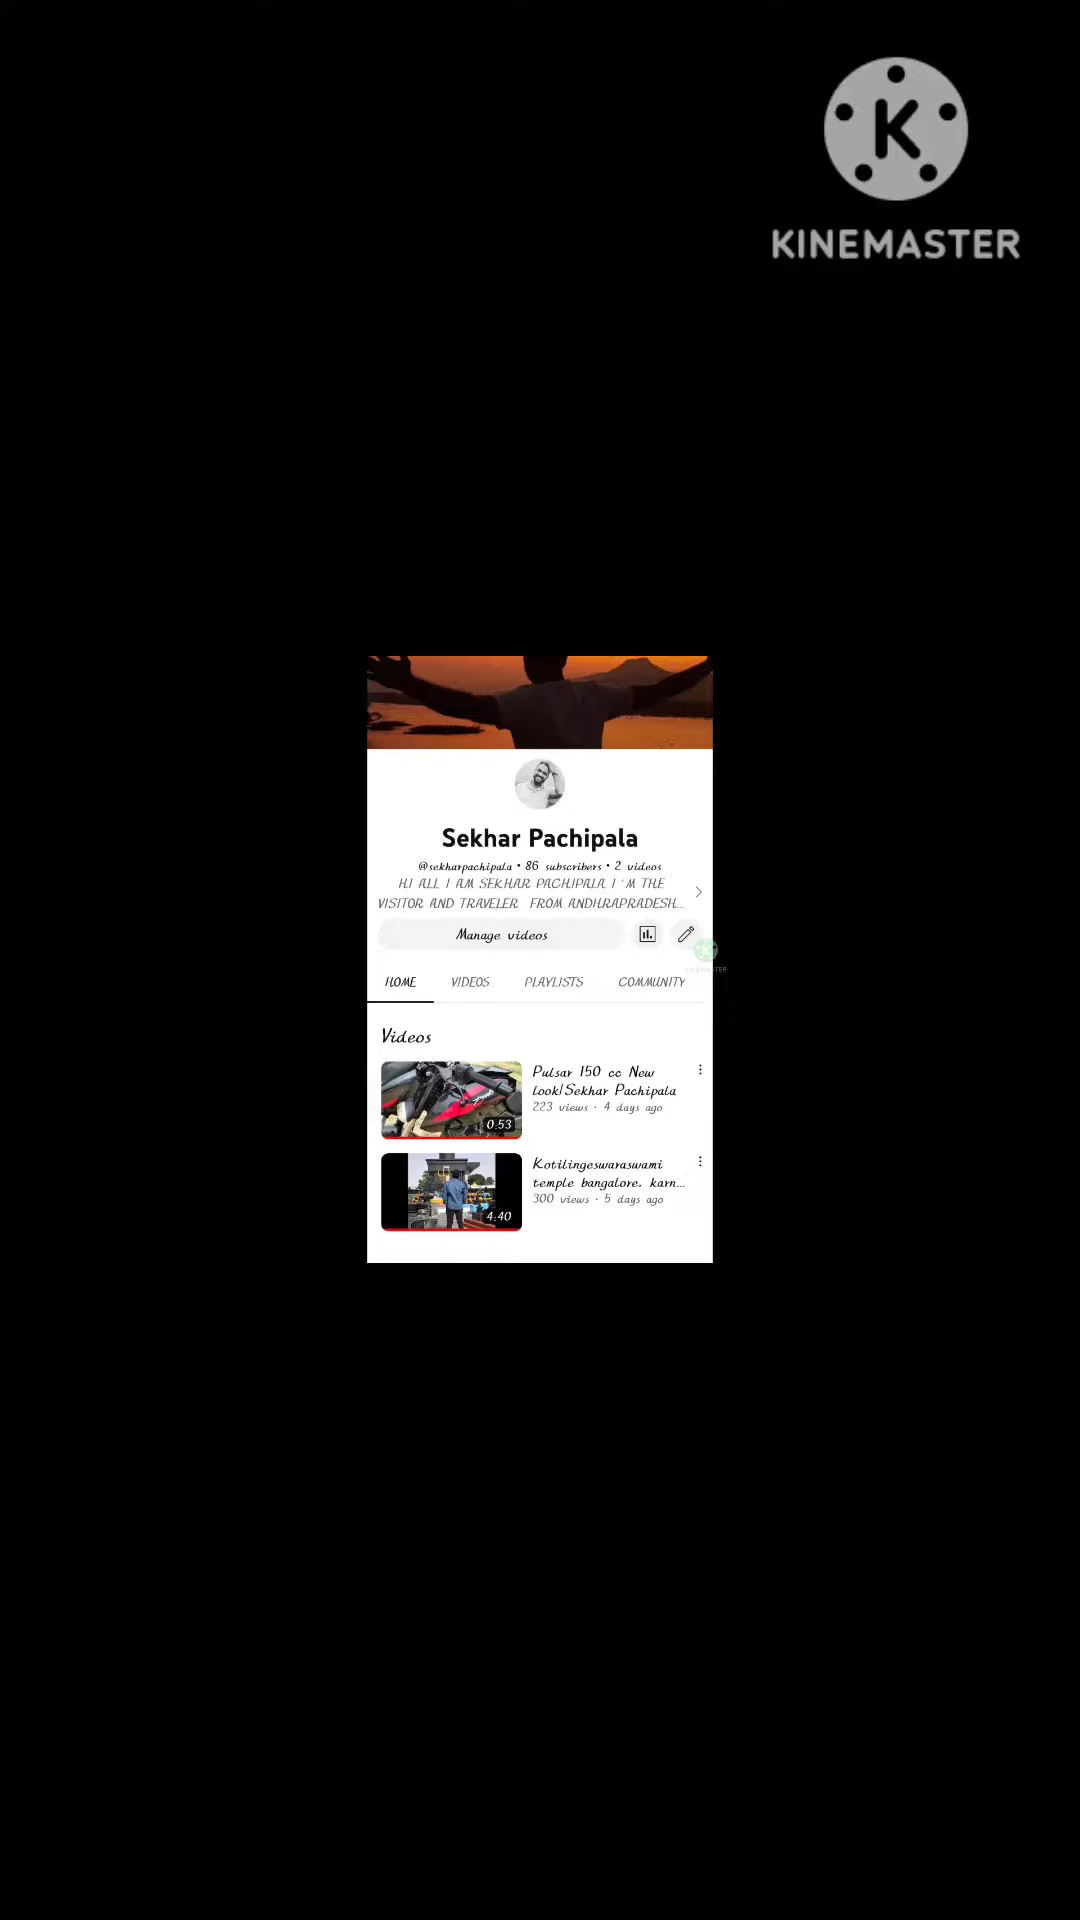 KINEMASTER
Sekhar Pachipala
@sekharpachipala • 86 subscribers • 2 videos
HI ALL I AM SEKHAR PACHIPALA I 'M THE
VISITOR AND TRAVELER FROM ANDHRAPRADESH...
Manage videos
KINEMASTER
HOME VIDEOS PLAYLISTS COMMUNITY
Videos
Pulsar 150 cc New
look|Sekhar Pachipala
223 views · 4 days ago
0:53
Kotilingeswaraswami
temple bangalore. karn...
300 views · 5 days ago
4:40